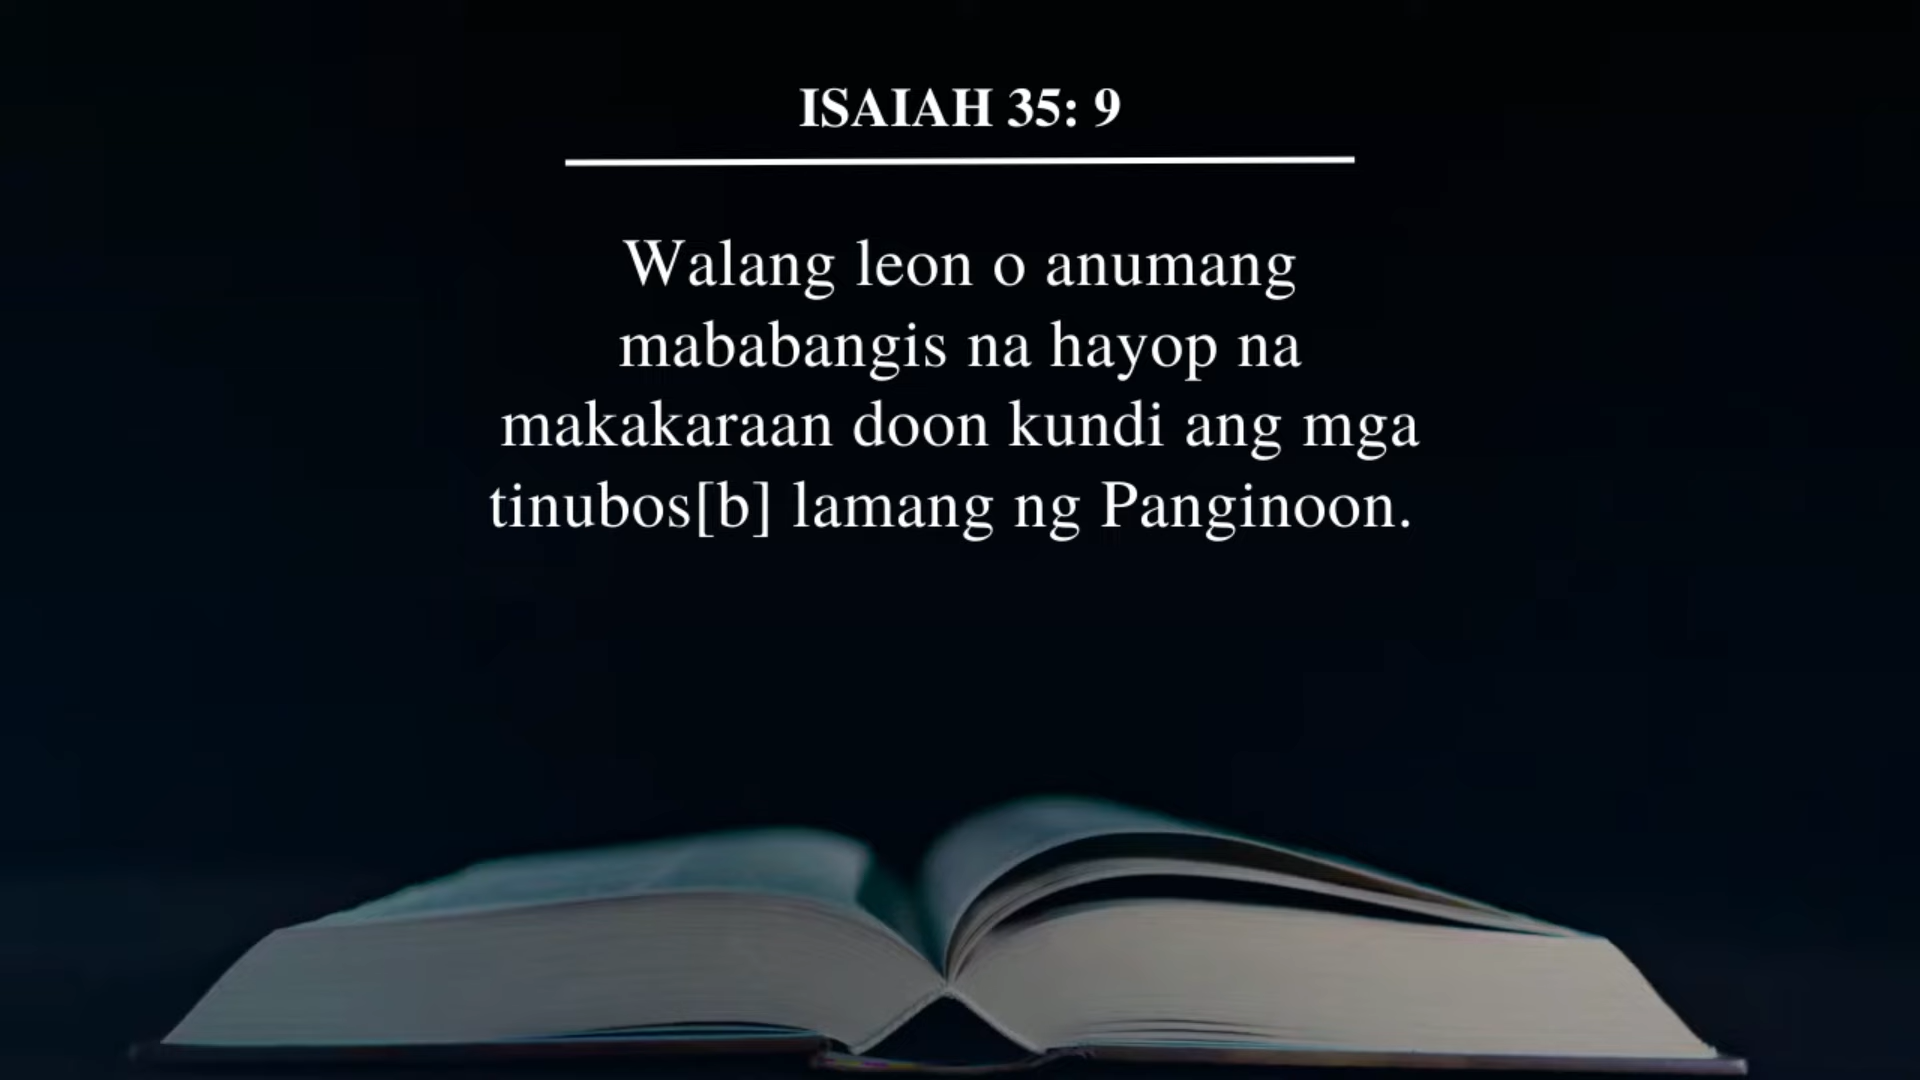 ISAIAH 35: 9
Walang leon o anumang
mababangis na hayop na
makakaraan doon kundi ang mga
tinubos[b] lamang ng Panginoon.